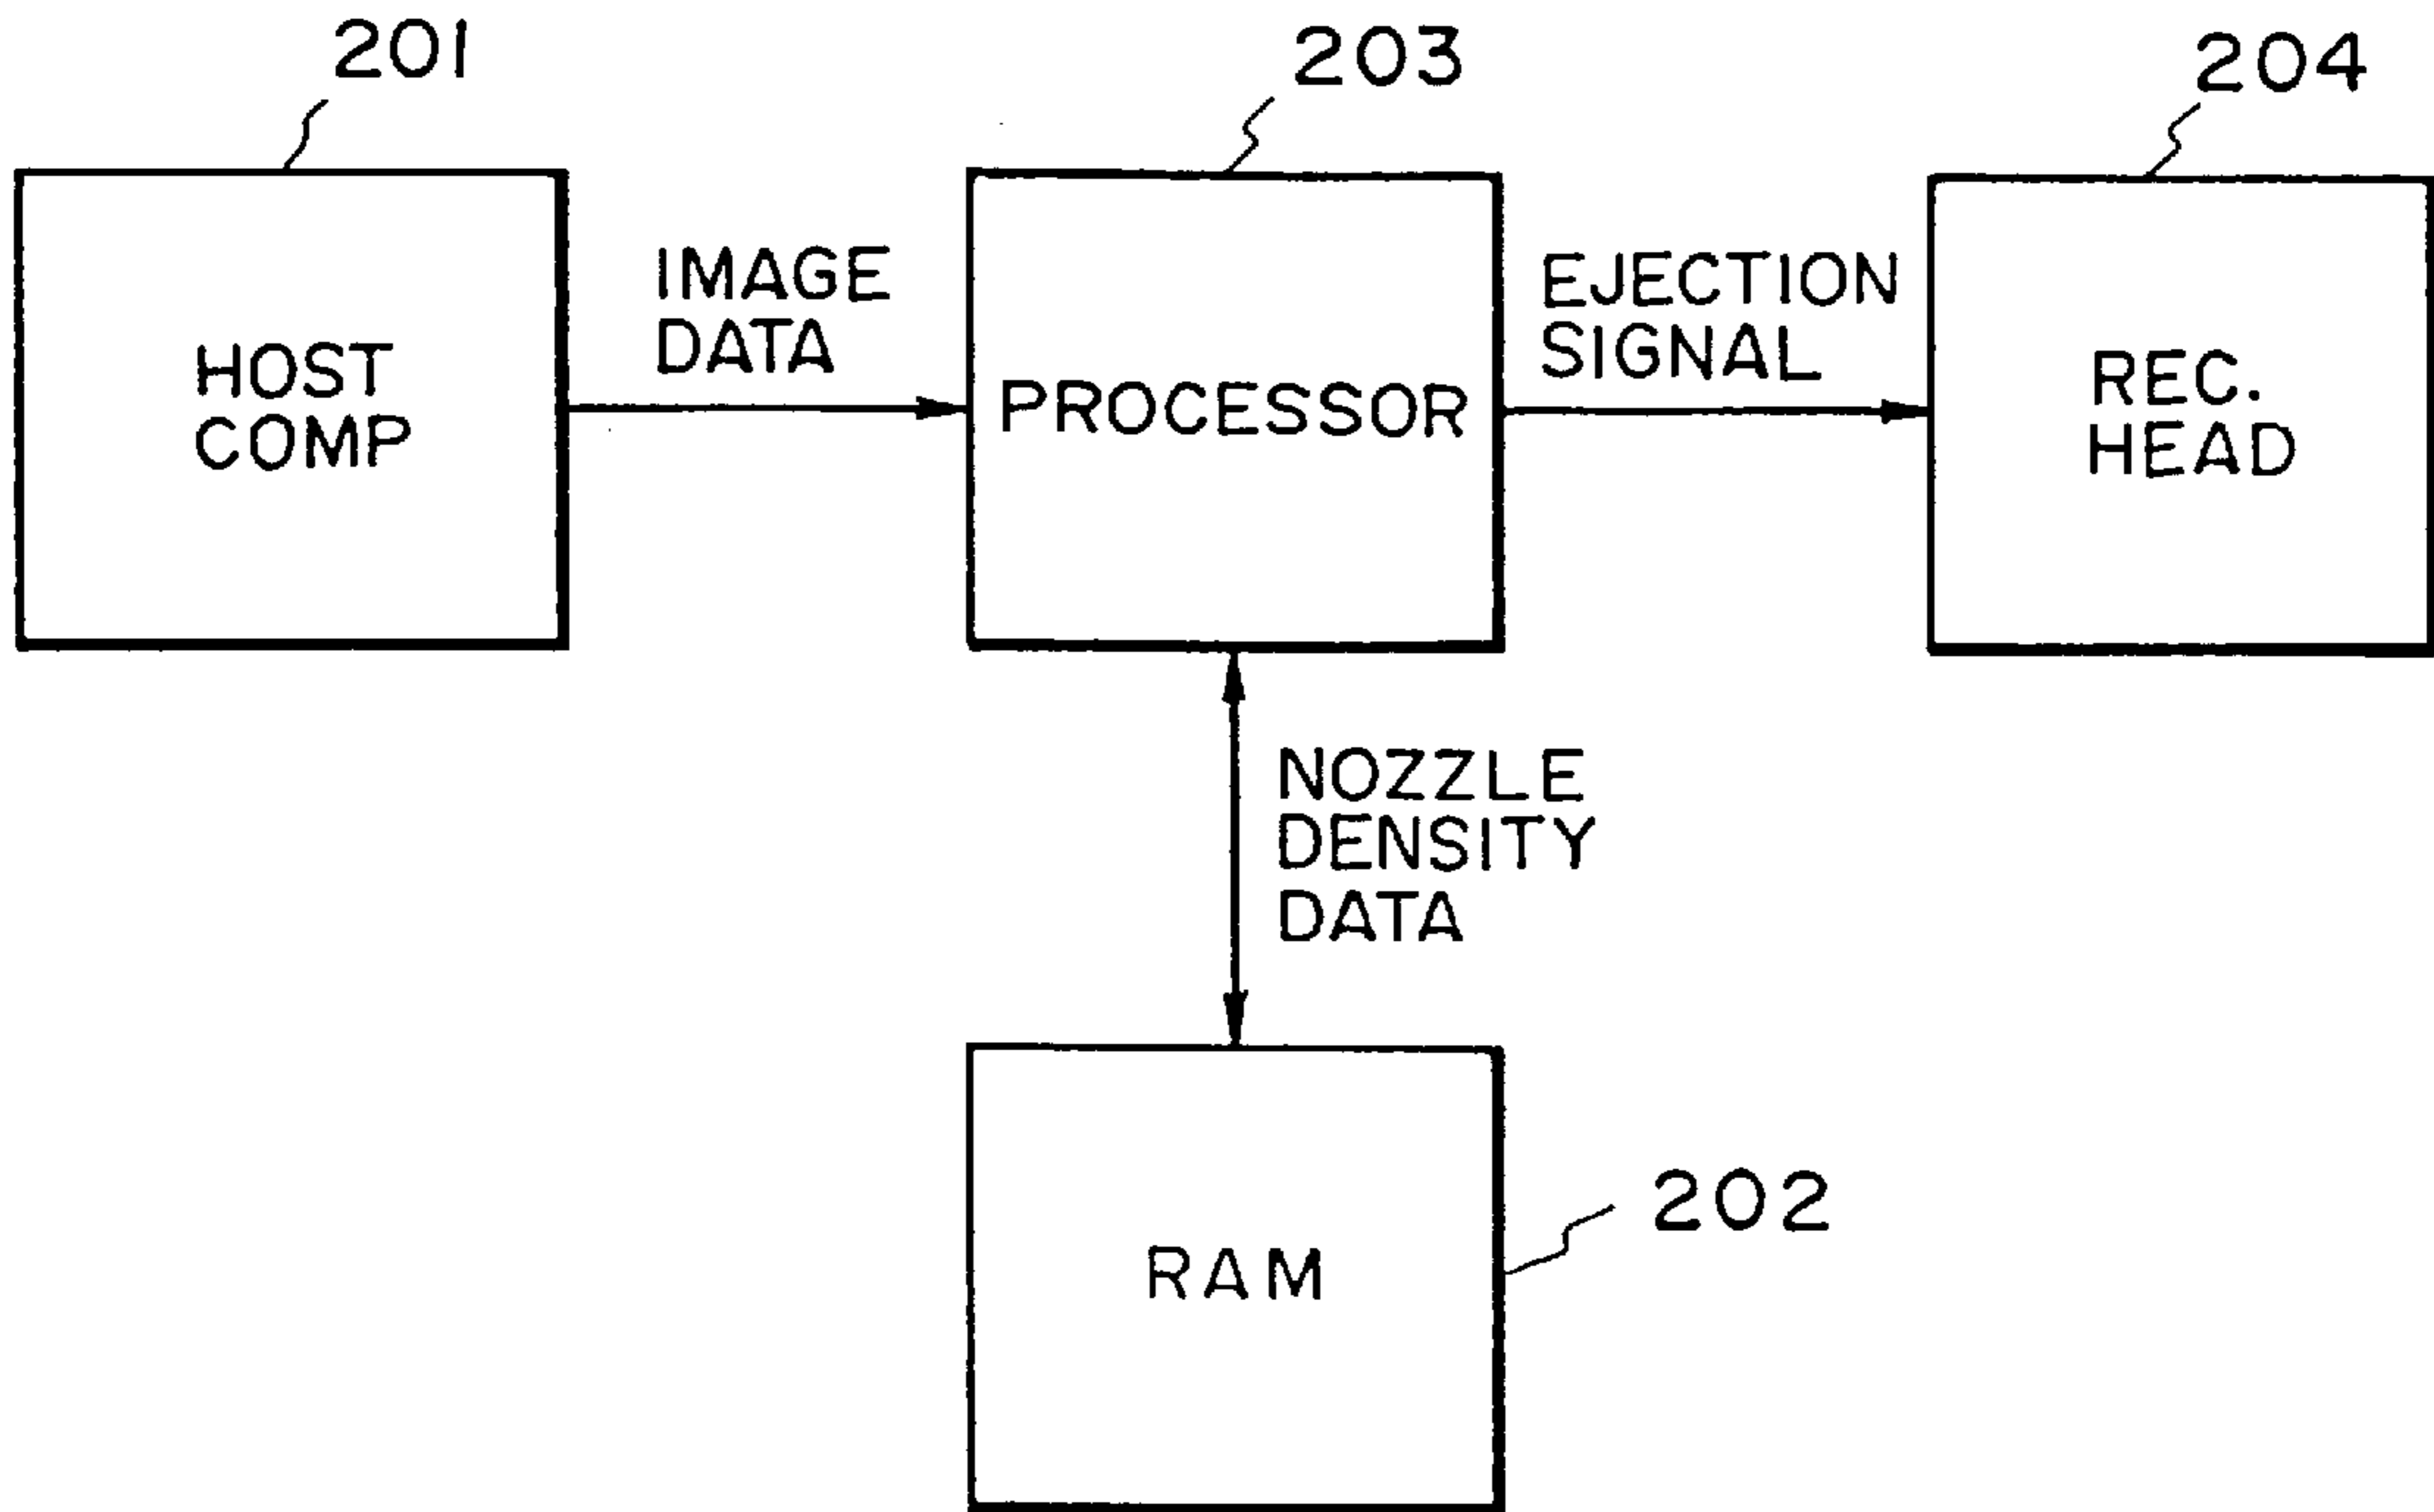 201
203
204
HOST
COMP
IMAGE
DATA
PROCESSOR
EJECTION
SIGNAL
REC.
HEAD
NOZZLE
DENSITY
DATA
RAM
202